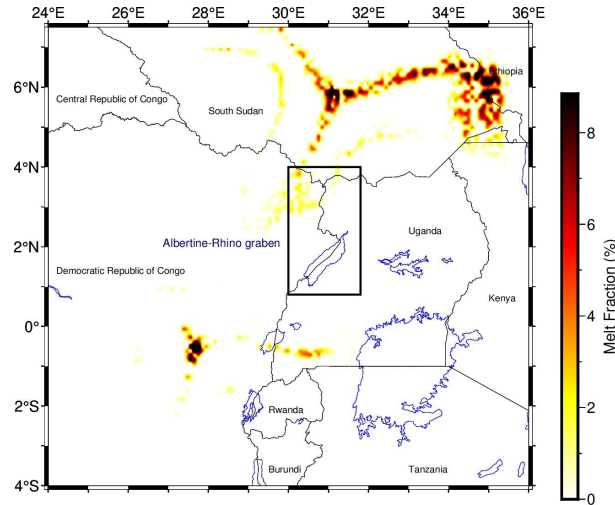 24°E 26°E 28°E 30°E 32°E 34°E 36°E
6°N
4°N
2°N
0°
2°S
4°S
Ethiopia
Central Republic of Congo
South Sudan
Albertine-Rhino graben
Uganda
Democratic Republic of Congo
Kenya
Rwanda
Burundi
Tanzania
8
6
4
2
0
Melt Fraction (%)